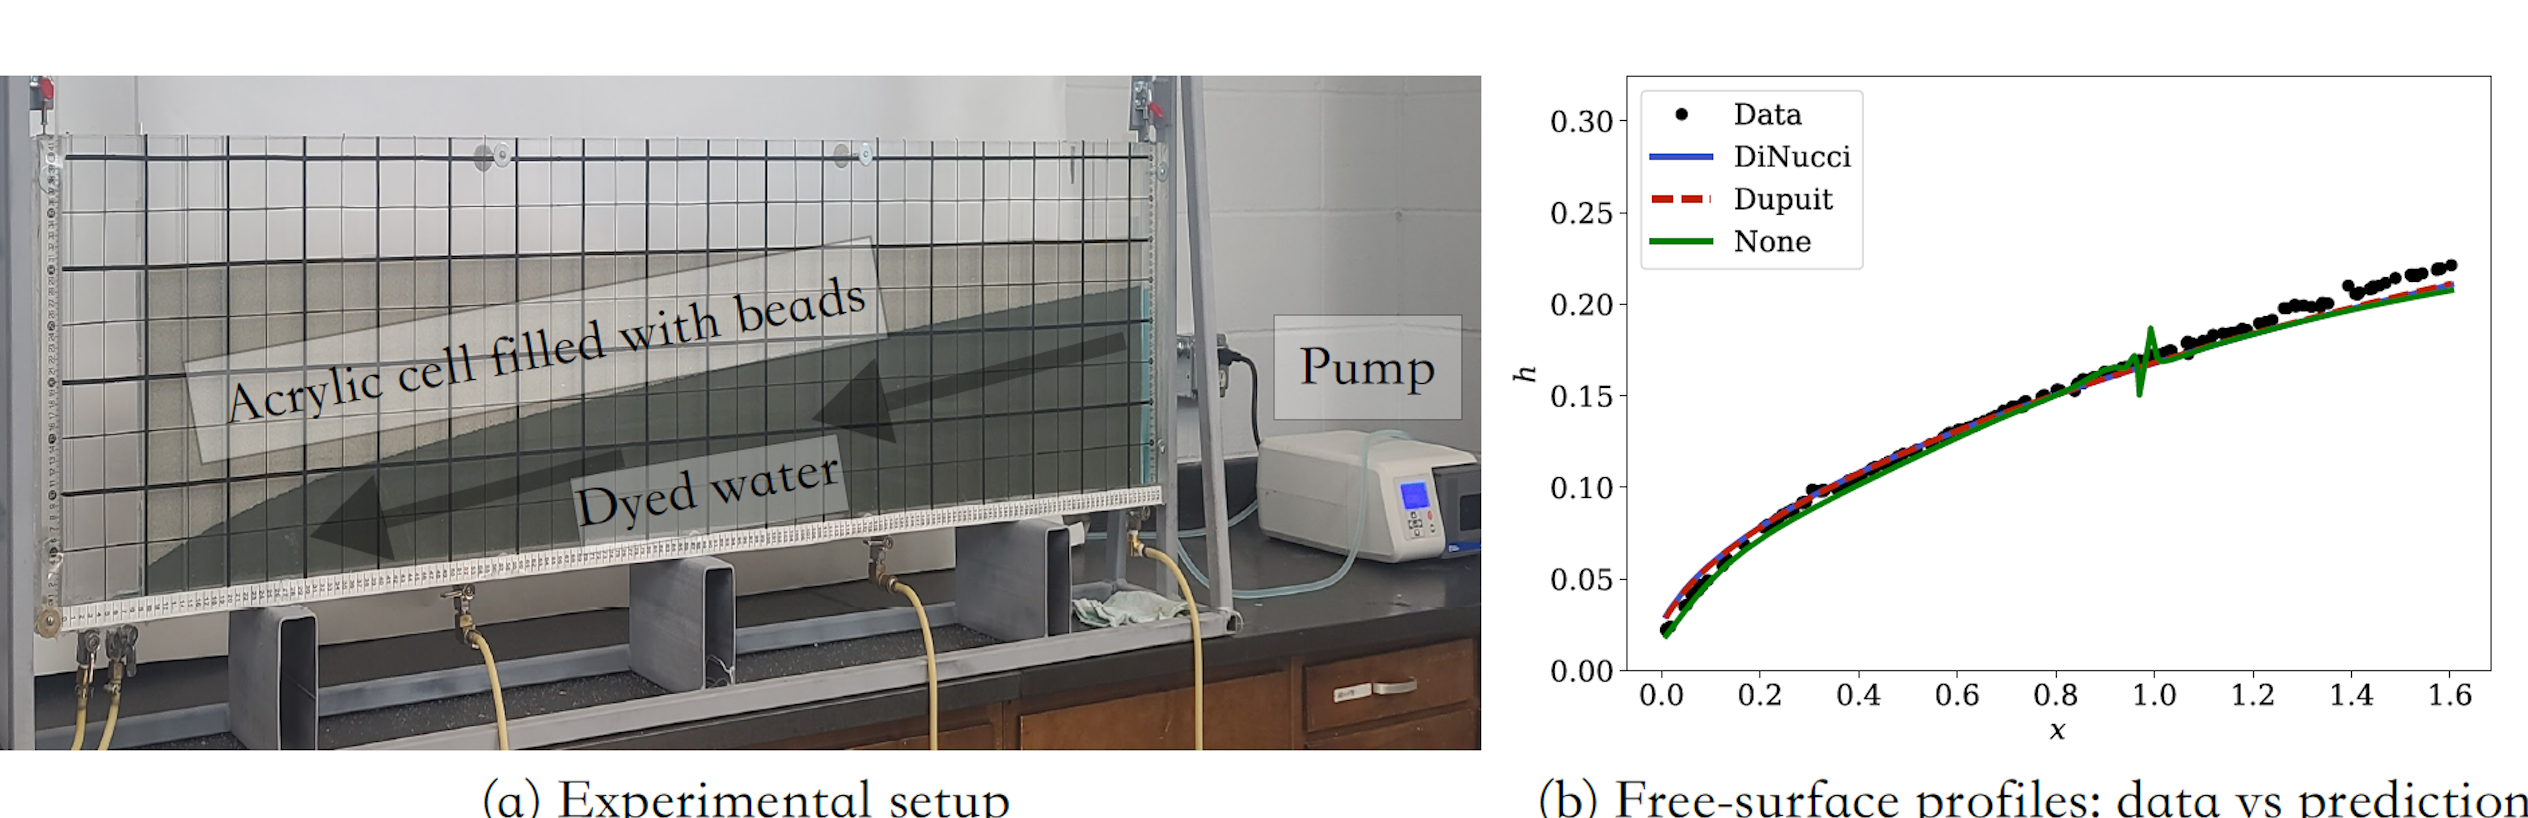 Acrylic cell filled with beads
Dyed water
Pump
(a) Experimental setup
Data
DiNucci
Dupuit
None
0.30
0.25
0.20
0.15
0.10
0.05
0.00
h
0.0 0.2 0.4 0.6 0.8 1.0 1.2 1.4 1.6
x
(b) Free-surface profiles: data vs prediction